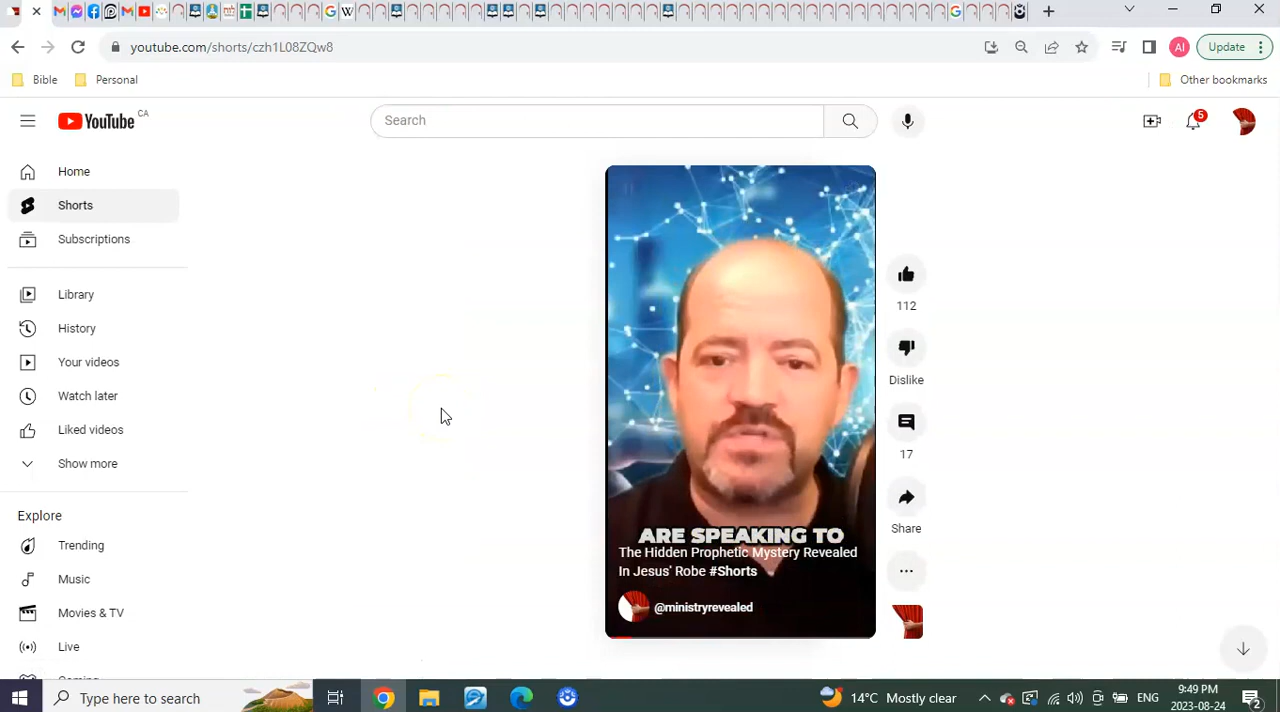 youtube.com/shorts/czh1L08ZQw8
AI
Update
Bible
Personal
Other bookmarks
YouTube CA
Search
5
Home
Shorts
Subscriptions
Library
History
Your videos
Watch later
Liked videos
Show more
Explore
Trending
Music
Movies & TV
Live
ARE SPEAKING TO
The Hidden Prophetic Mystery Revealed
In Jesus' Robe #Shorts
@ministryrevealed
112
Dislike
17
Share
Type here to search
14°C Mostly clear
ENG
9:49 PM
2023-08-24
2